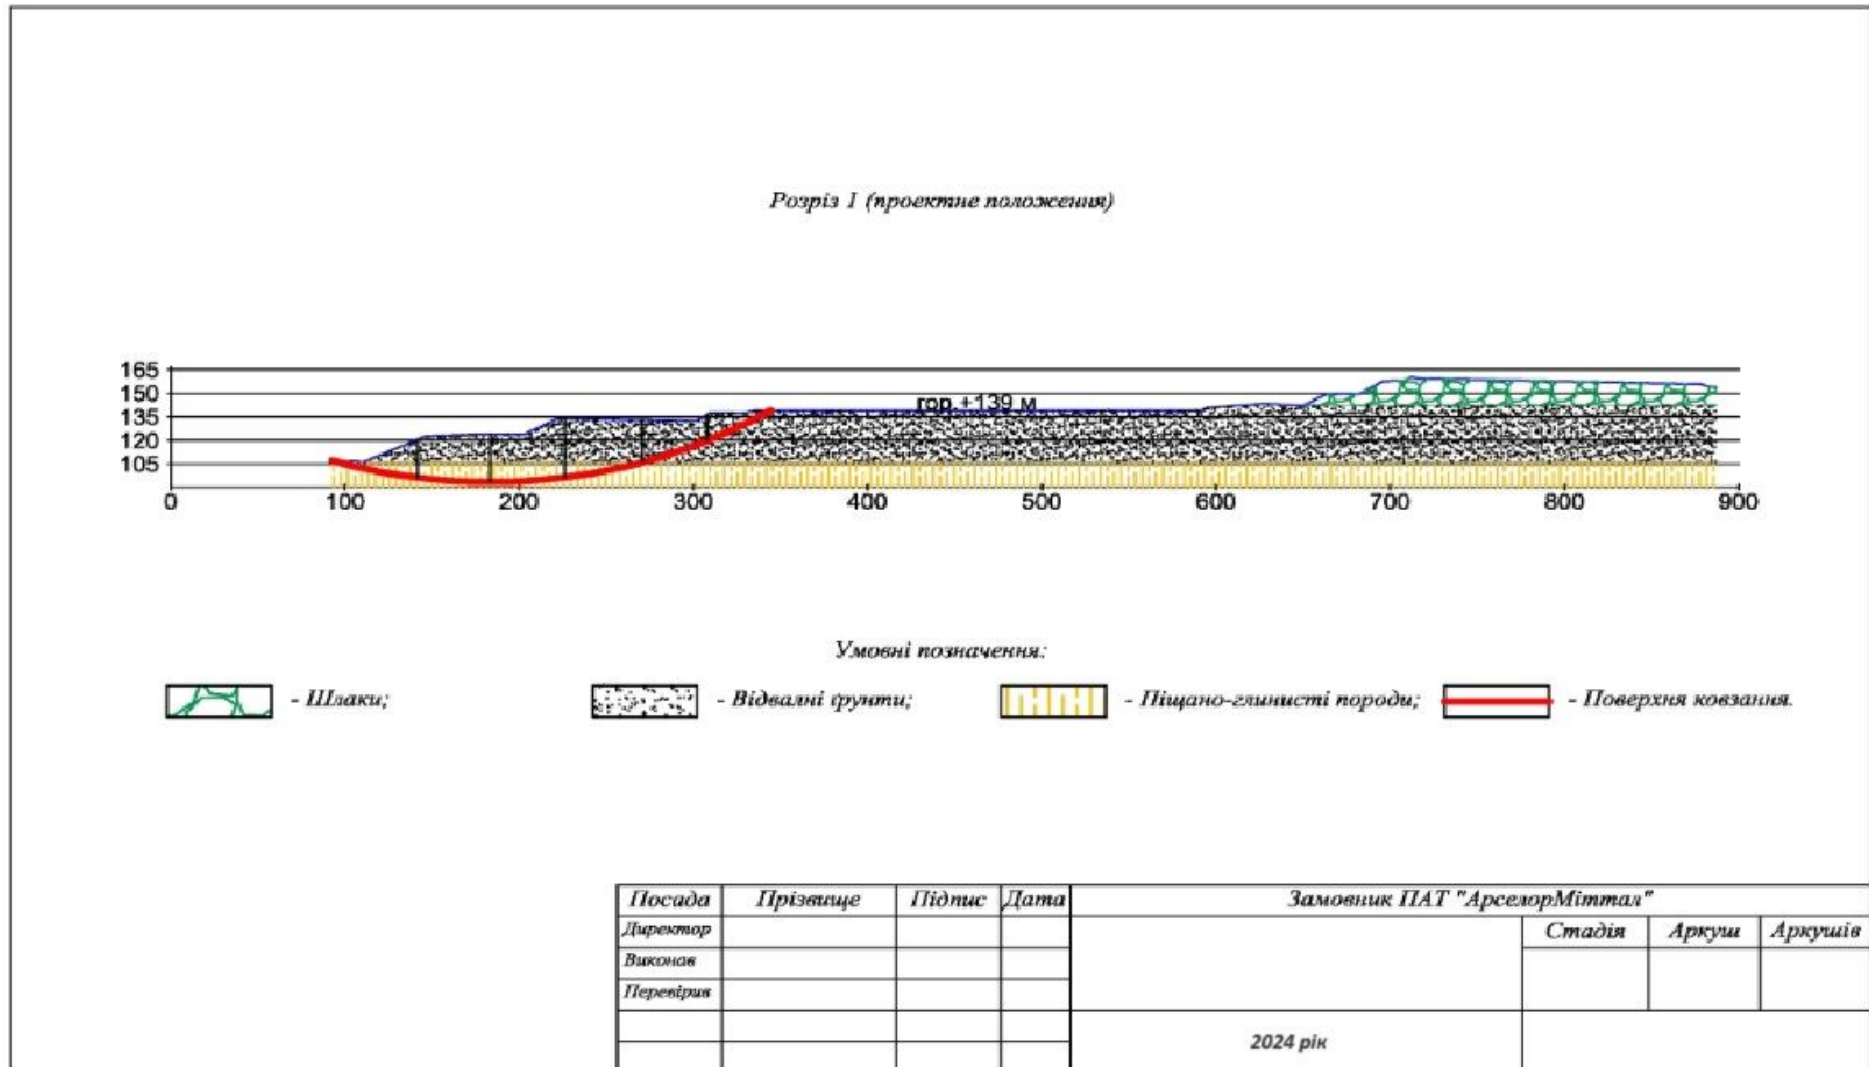 Розріз І (проектне положення)
165
150
135
120
105
гор.+139 м
0 100 200 300 400 500 600 700 800 900
Умовні позначення:
- Шлаки; - Відвалні ґрунти; - Піщано-глинисті породи; - Поверхня ковзання.
Посада Прізвище Підпис Дата Замовник ПАТ "АрселорМіттал"
Директор Стадія Аркуш Аркушів
Виконав
Перевірив
2024 рік